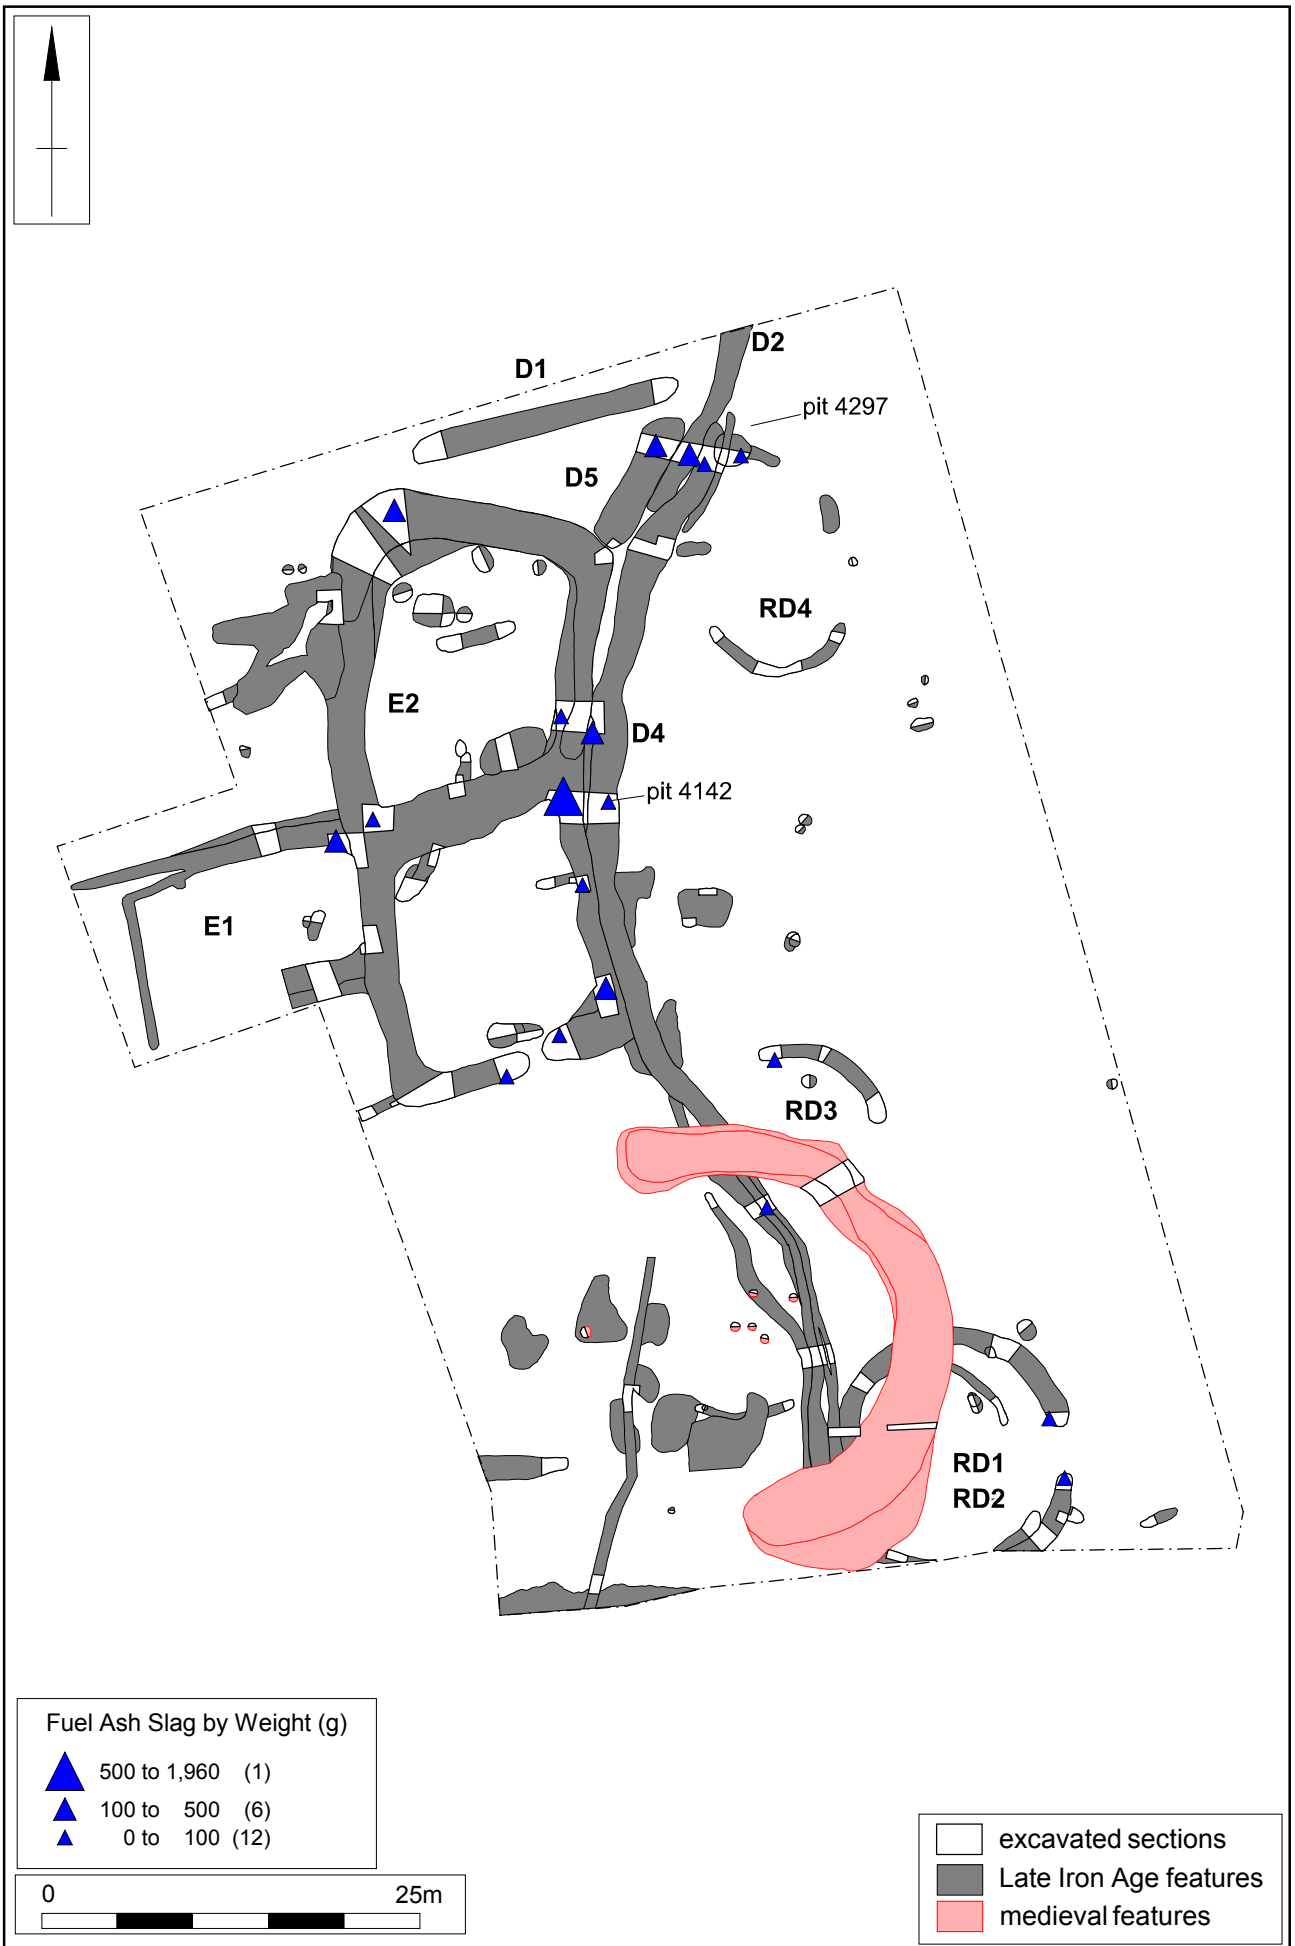 D2
D1
pit 4297
D5
RD4
E2
D4
pit 4142
E1
RD3
RD1
RD2
Fuel Ash Slag by Weight (g)
500 to 1,960 (1)
100 to 500 (6)
0 to 100 (12)
0 25m
excavated sections
Late Iron Age features
medieval features